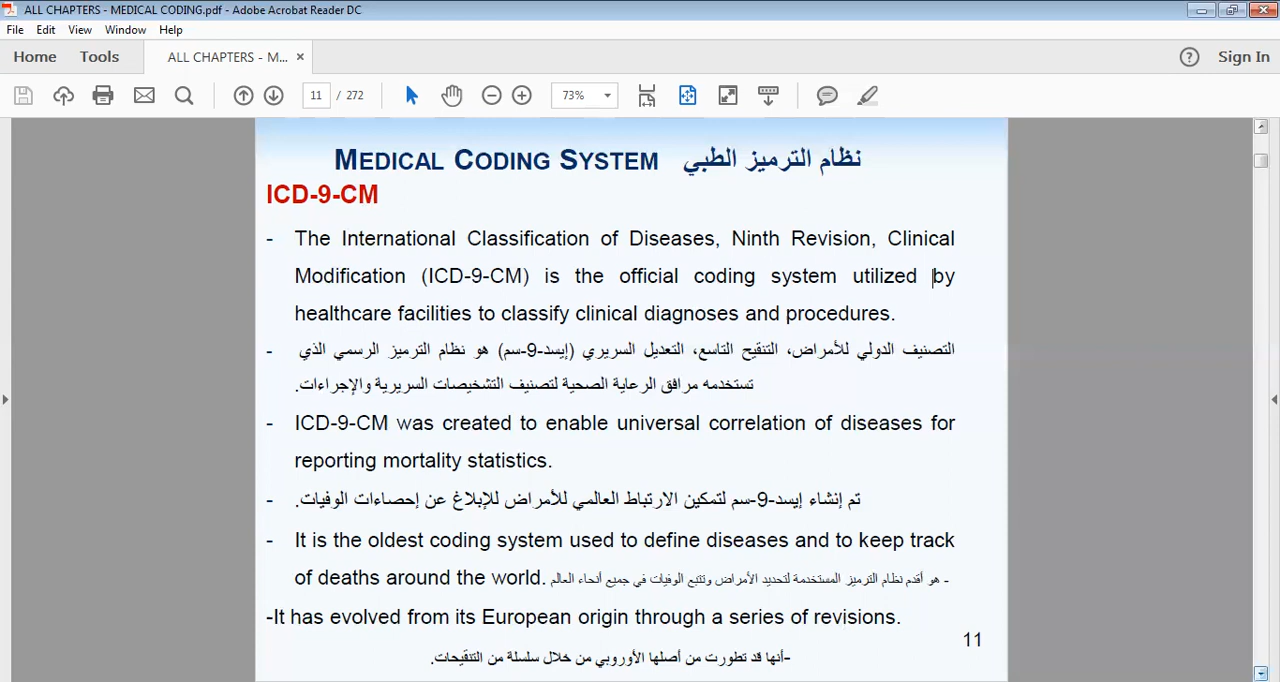 ALL CHAPTERS - MEDICAL CODING.pdf - Adobe Acrobat Reader DC
File Edit View Window Help
Home Tools ALL CHAPTERS - M... ×
? Sign In
11 / 272 73%
MEDICAL CODING SYSTEM نظام الترميز الطبي
ICD-9-CM
- The International Classification of Diseases, Ninth Revision, Clinical
Modification (ICD-9-CM) is the official coding system utilized by
healthcare facilities to classify clinical diagnoses and procedures.
- التصنيف الدولي للأمراض، التنقيح التاسع، التعديل السريري (إيسد-9-سم) هو نظام الترميز الرسمي الذي
تستخدمه مرافق الرعاية الصحية لتصنيف التشخيصات السريرية والإجراءات.
- ICD-9-CM was created to enable universal correlation of diseases for
reporting mortality statistics.
- تم إنشاء إيسد-9-سم لتمكين الارتباط العالمي للأمراض للإبلاغ عن إحصاءات الوفيات.
- It is the oldest coding system used to define diseases and to keep track
of deaths around the world. - هو أقدم نظام الترميز المستخدمة لتحديد الأمراض وتتبع الوفيات في جميع أنحاء العالم
-It has evolved from its European origin through a series of revisions.
11
-أنها قد تطورت من أصلها الأوروبي من خلال سلسلة من التنقيحات.